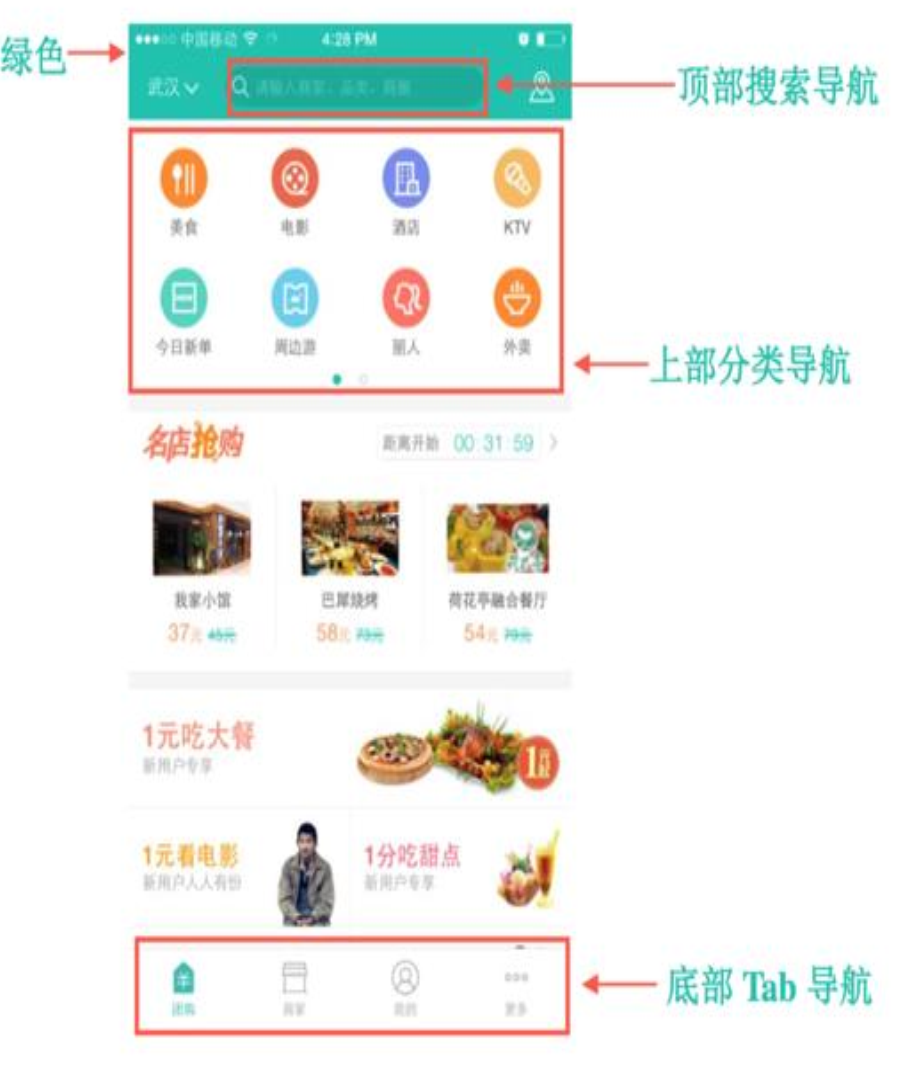 绿色
中国移动 4:28 PM
武汉
请输入商家、品类、商圈
顶部搜索导航
美食 电影 酒店 KTV
今日新单 周边游 丽人 外卖
上部分类导航
名店抢购
距离开始 00:31:59
我家小馆 巴犀烧烤 荷花亭融合餐厅
37元 45元 58元 73元 54元 79元
1元吃大餐
新用户专享
1元
1元看电影 1分吃甜点
新用户人人有份 新用户专享
团购 商家 我的 更多
底部 Tab 导航